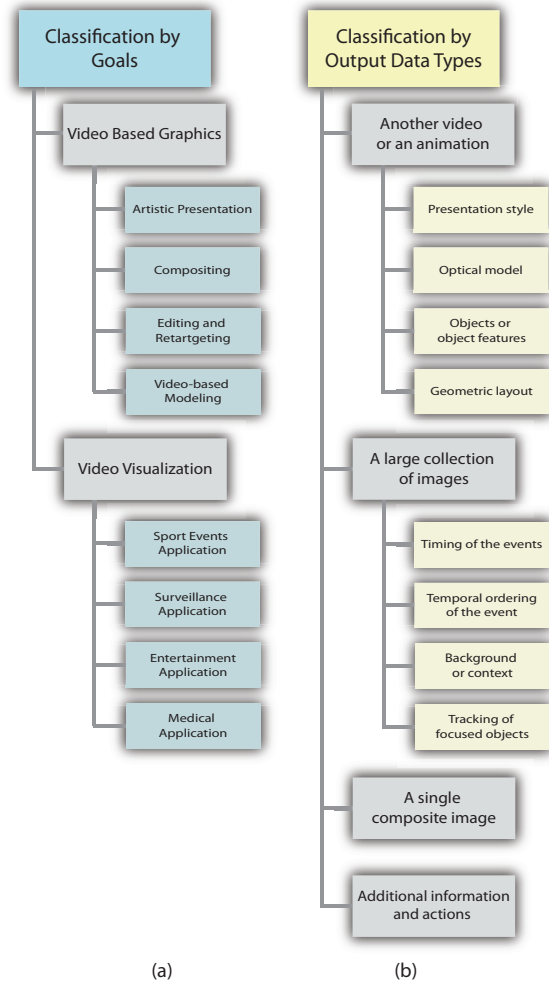 Classification by
Goals
Video Based Graphics
Artistic Presentation
Compositing
Editing and
Retartgeting
Video-based
Modeling
Video Visualization
Sport Events
Application
Surveillance
Application
Entertainment
Application
Medical
Application
(a)
Classification by
Output Data Types
Another video
or an animation
Presentation style
Optical model
Objects or
object features
Geometric layout
A large collection
of images
Timing of the events
Temporal ordering
of the event
Background
or context
Tracking of
focused objects
A single
composite image
Additional information
and actions
(b)